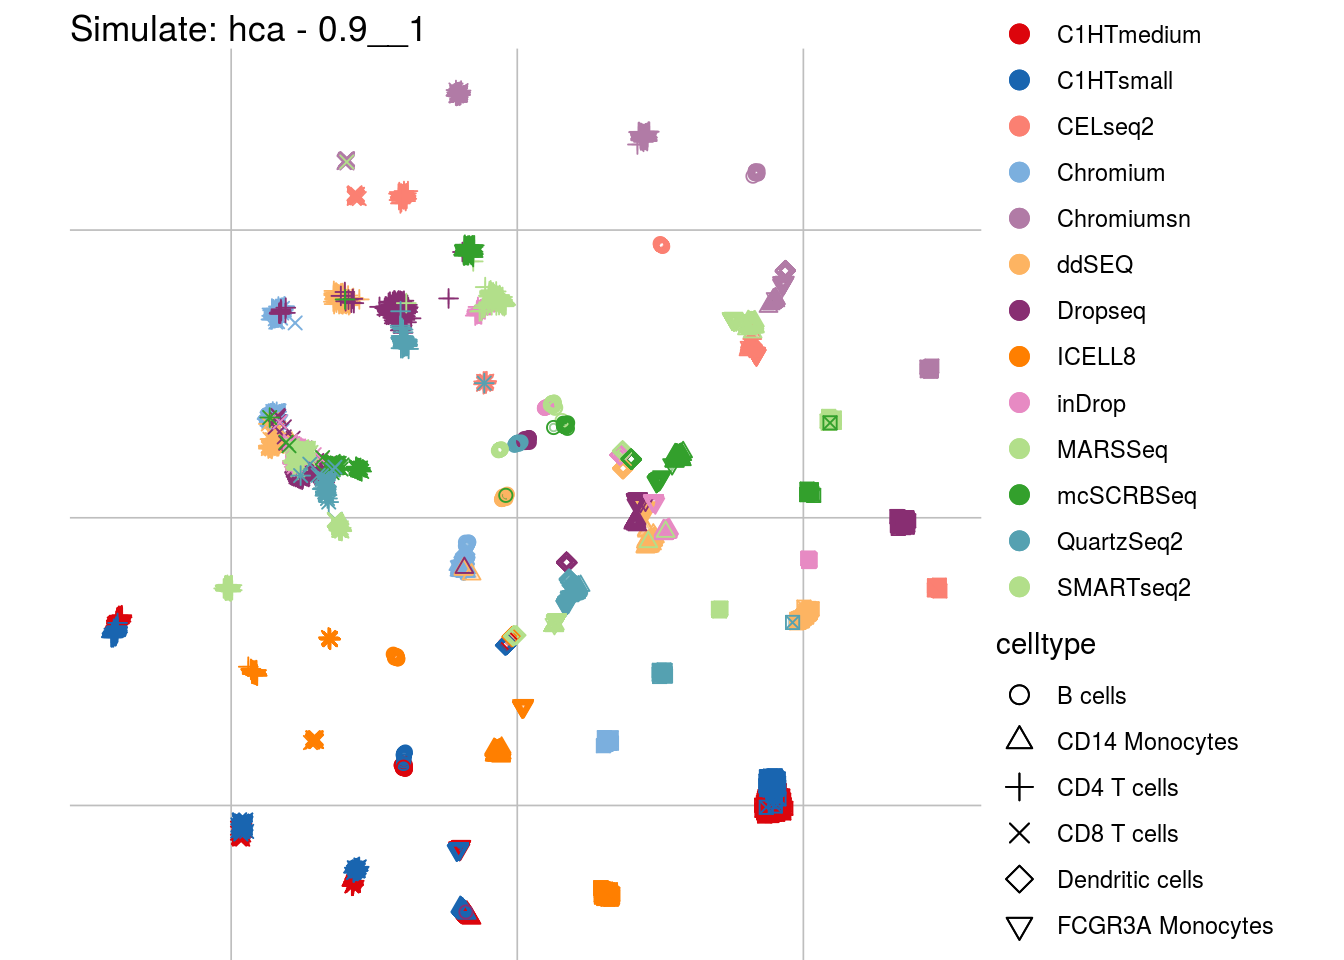 Simulate: hca - 0.9__1
C1HTmedium
C1HTsmall
CELseq2
Chromium
Chromiumsn
ddSEQ
Dropseq
ICELL8
inDrop
MARSSeq
mcSCRBSeq
QuartzSeq2
SMARTseq2
celltype
B cells
CD14 Monocytes
CD4 T cells
CD8 T cells
Dendritic cells
FCGR3A Monocytes